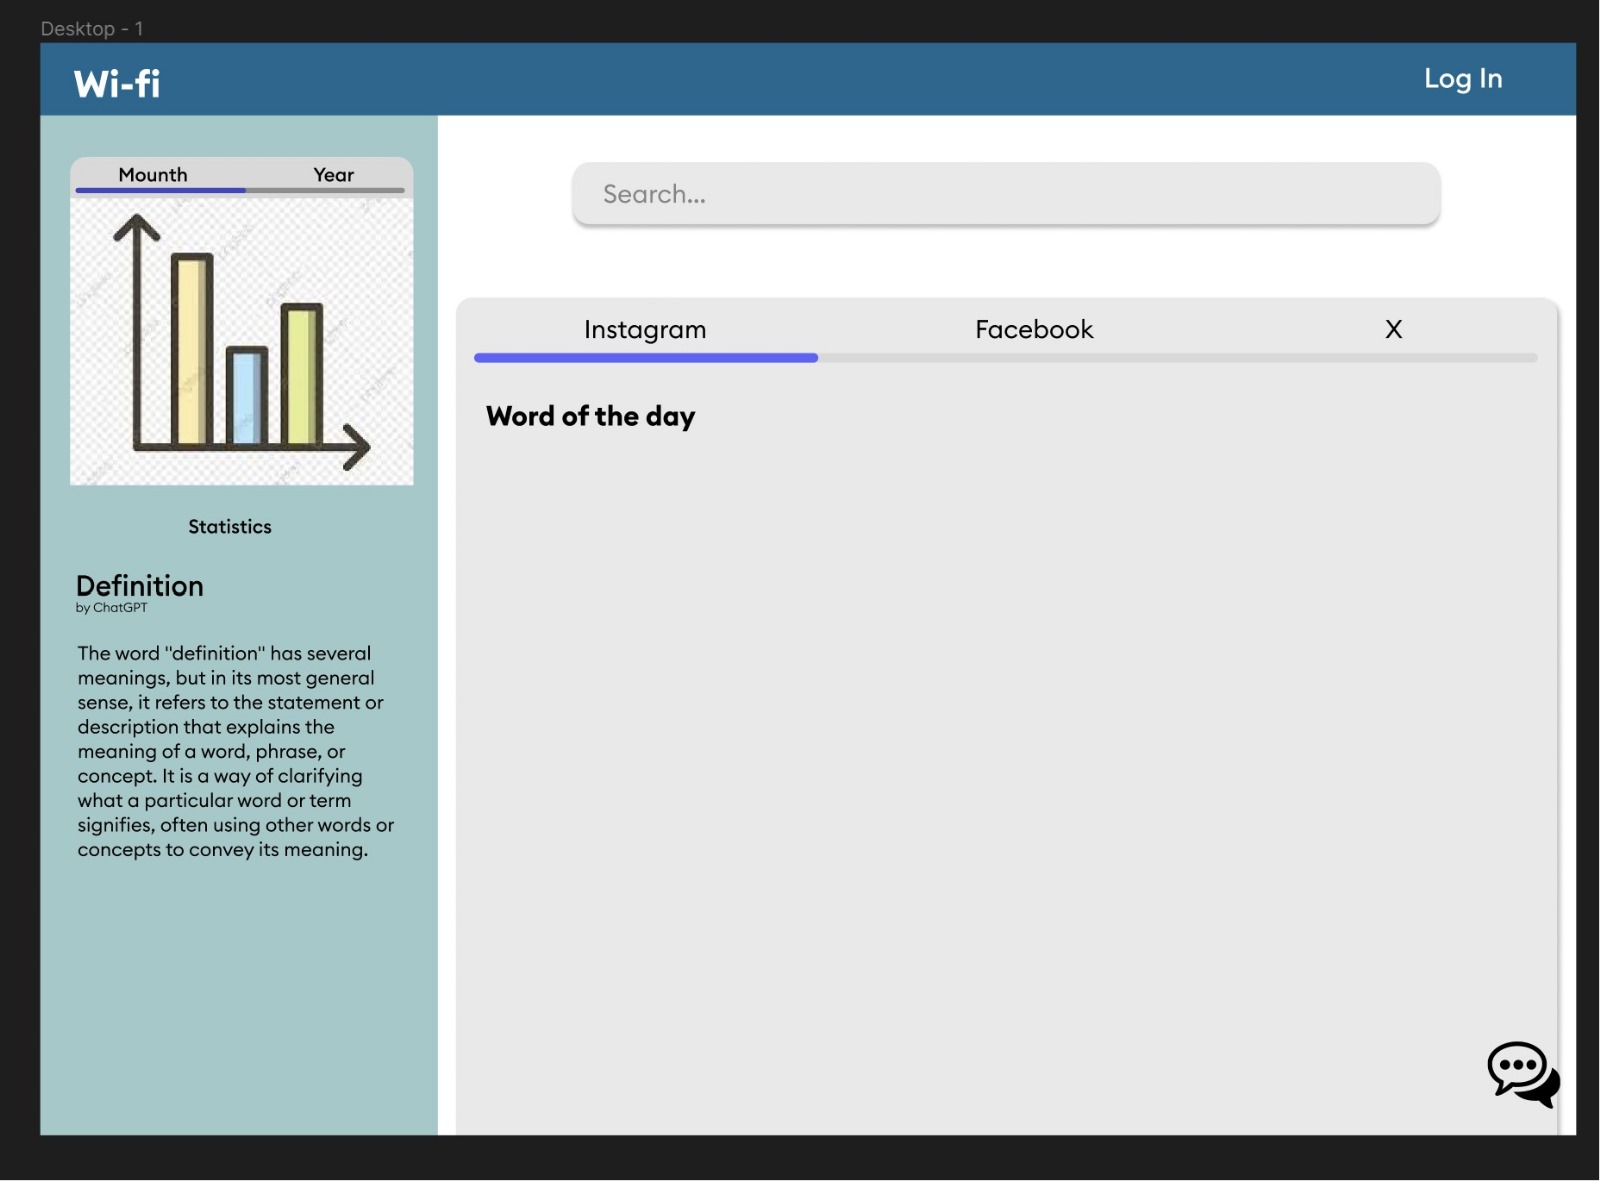 Desktop - 1
Wi-fi
Log In
Mounth
Year
Search...
Instagram
Facebook
X
Word of the day
Statistics
Definition
by ChatGPT
The word "definition" has several
meanings, but in its most general
sense, it refers to the statement or
description that explains the
meaning of a word, phrase, or
concept. It is a way of clarifying
what a particular word or term
signifies, often using other words or
concepts to convey its meaning.